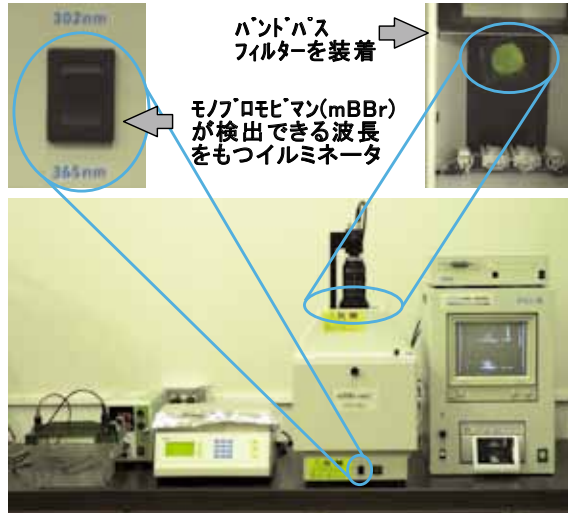 302nm
365nm
バンドパス
フィルターを装着
モノブロモビマン(mBBr)
が検出できる波長
をもつイルミネータ